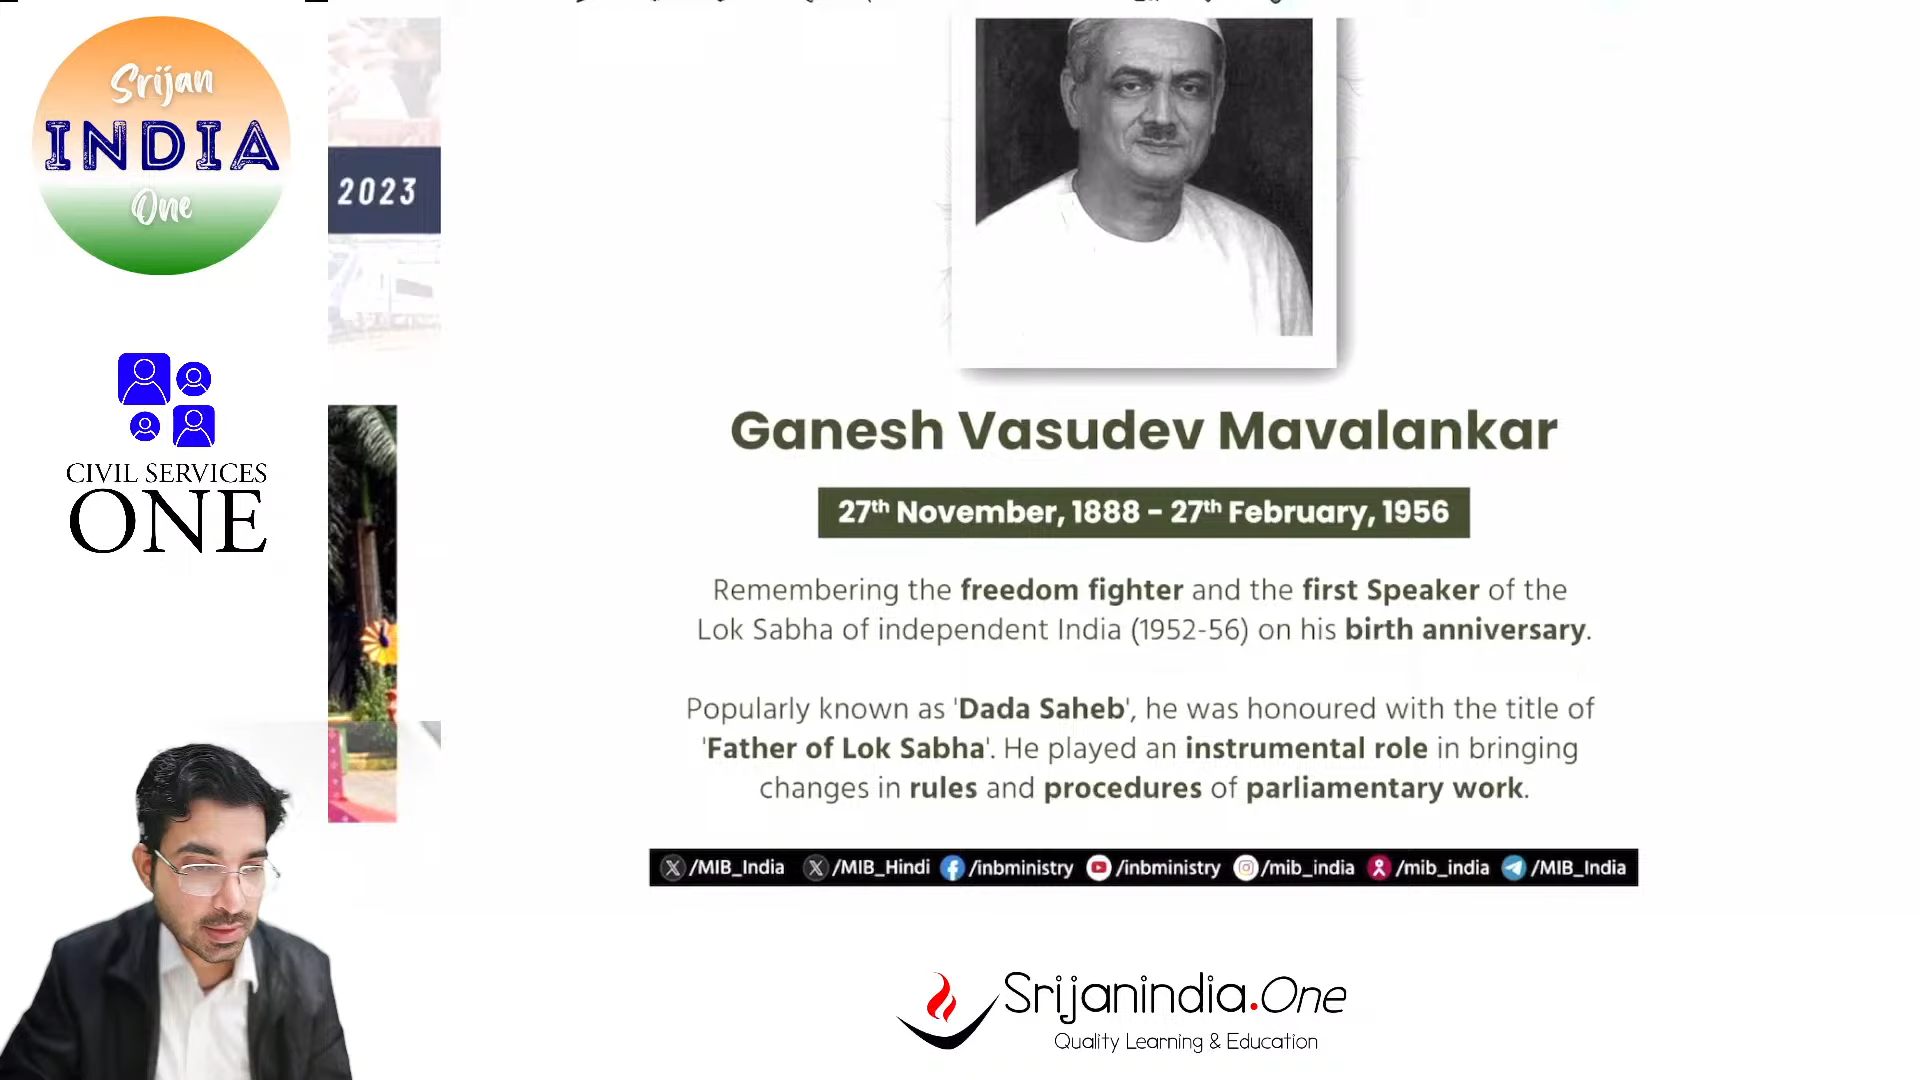 Srijan
INDIA
One
2023
CIVIL SERVICES
ONE
Ganesh Vasudev Mavalankar
27th November, 1888 - 27th February, 1956
Remembering the freedom fighter and the first Speaker of the
Lok Sabha of independent India (1952-56) on his birth anniversary.
Popularly known as 'Dada Saheb', he was honoured with the title of
'Father of Lok Sabha'. He played an instrumental role in bringing
changes in rules and procedures of parliamentary work.
/MIB_India /MIB_Hindi /inbministry /inbministry /mib_india /mib_india /MIB_India
Srijanindia.One
Quality Learning & Education